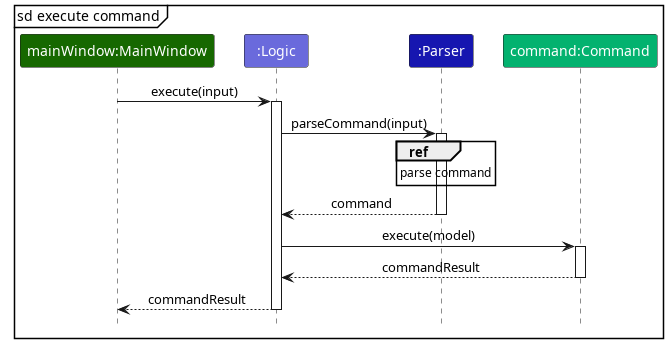 sd execute command
mainWindow:MainWindow
:Logic
:Parser
command:Command
execute(input)
parseCommand(input)
ref
parse command
command
execute(model)
commandResult
commandResult